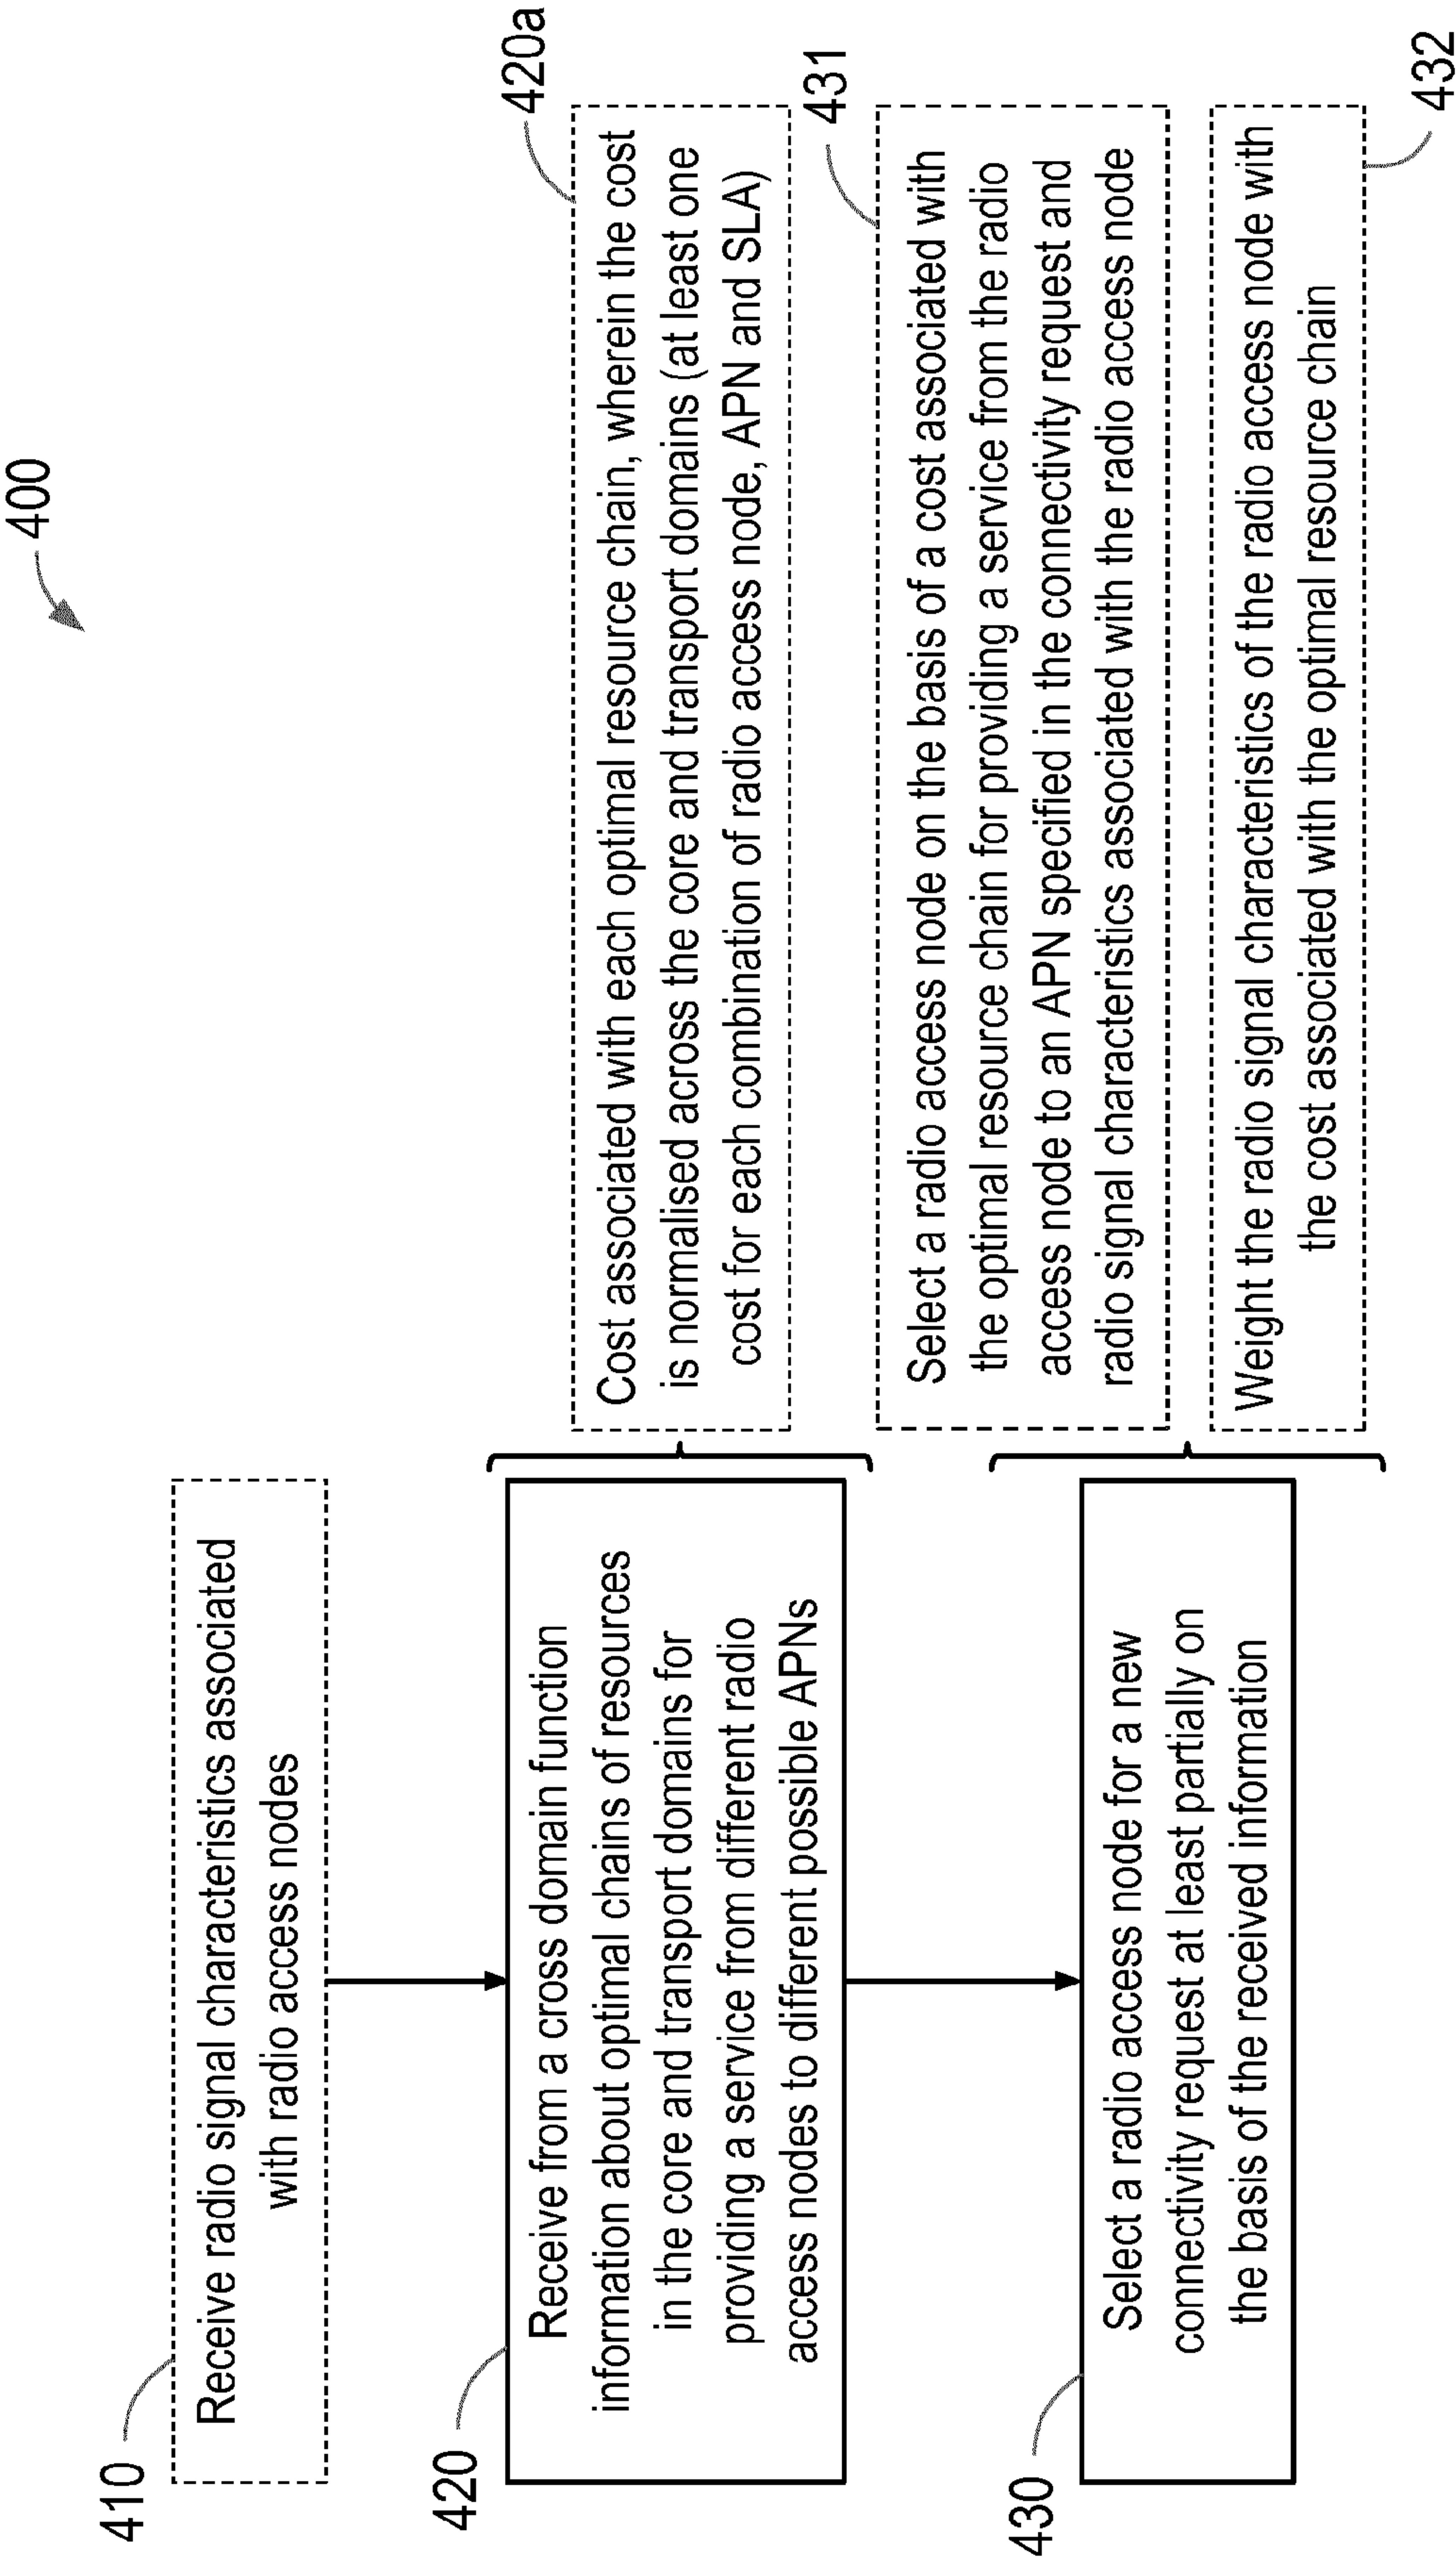 400
410
Receive radio signal characteristics associated
with radio access nodes
420
Receive from a cross domain function
information about optimal chains of resources
in the core and transport domains for
providing a service from different radio
access nodes to different possible APNs
420a
Cost associated with each optimal resource chain, wherein the cost
is normalised across the core and transport domains (at least one
cost for each combination of radio access node, APN and SLA)
430
Select a radio access node for a new
connectivity request at least partially on
the basis of the received information
431
Select a radio access node on the basis of a cost associated with
the optimal resource chain for providing a service from the radio
access node to an APN specified in the connectivity request and
radio signal characteristics associated with the radio access node
432
Weight the radio signal characteristics of the radio access node with
the cost associated with the optimal resource chain